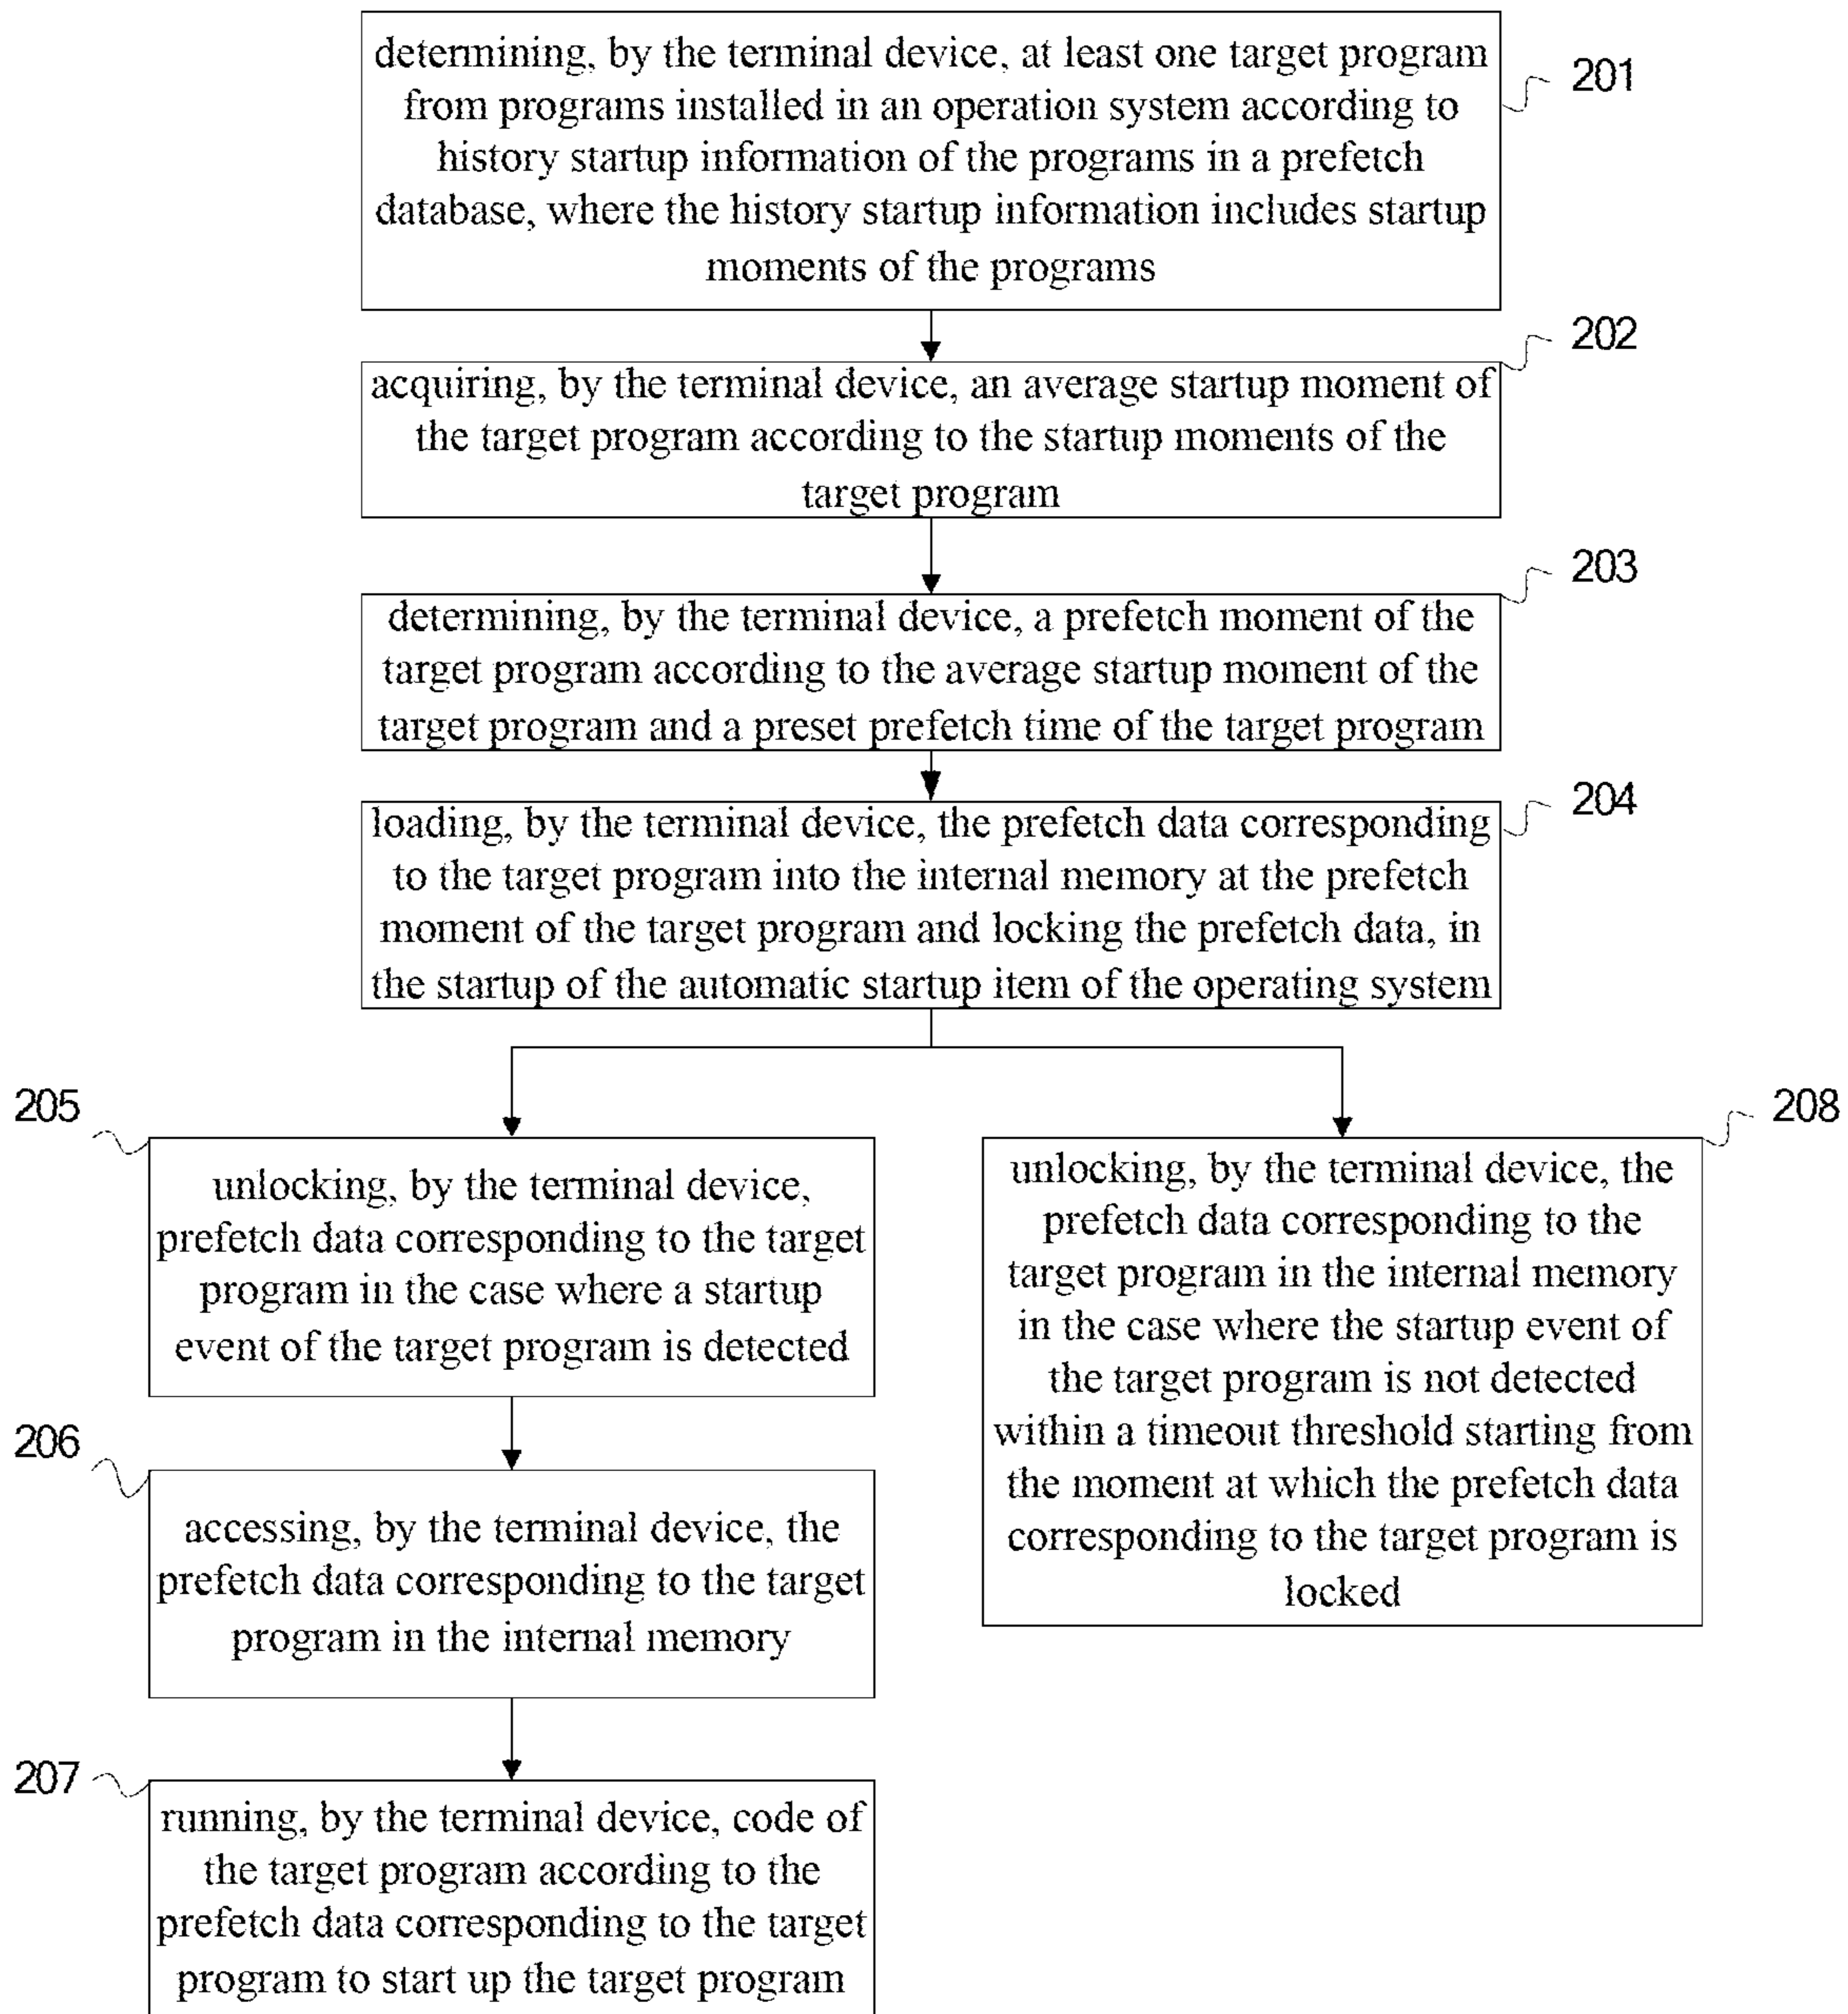 determining, by the terminal device, at least one target program
from programs installed in an operation system according to
history startup information of the programs in a prefetch
database, where the history startup information includes startup
moments of the programs
201
202
acquiring, by the terminal device, an average startup moment of
the target program according to the startup moments of the
target program
203
determining, by the terminal device, a prefetch moment of the
target program according to the average startup moment of the
target program and a preset prefetch time of the target program
204
loading, by the terminal device, the prefetch data corresponding
to the target program into the internal memory at the prefetch
moment of the target program and locking the prefetch data, in
the startup of the automatic startup item of the operating system
205
unlocking, by the terminal device,
prefetch data corresponding to the target
program in the case where a startup
event of the target program is detected
206
accessing, by the terminal device, the
prefetch data corresponding to the target
program in the internal memory
207
running, by the terminal device, code of
the target program according to the
prefetch data corresponding to the target
program to start up the target program
208
unlocking, by the terminal device, the
prefetch data corresponding to the
target program in the internal memory
in the case where the startup event of
the target program is not detected
within a timeout threshold starting from
the moment at which the prefetch data
corresponding to the target program is
locked